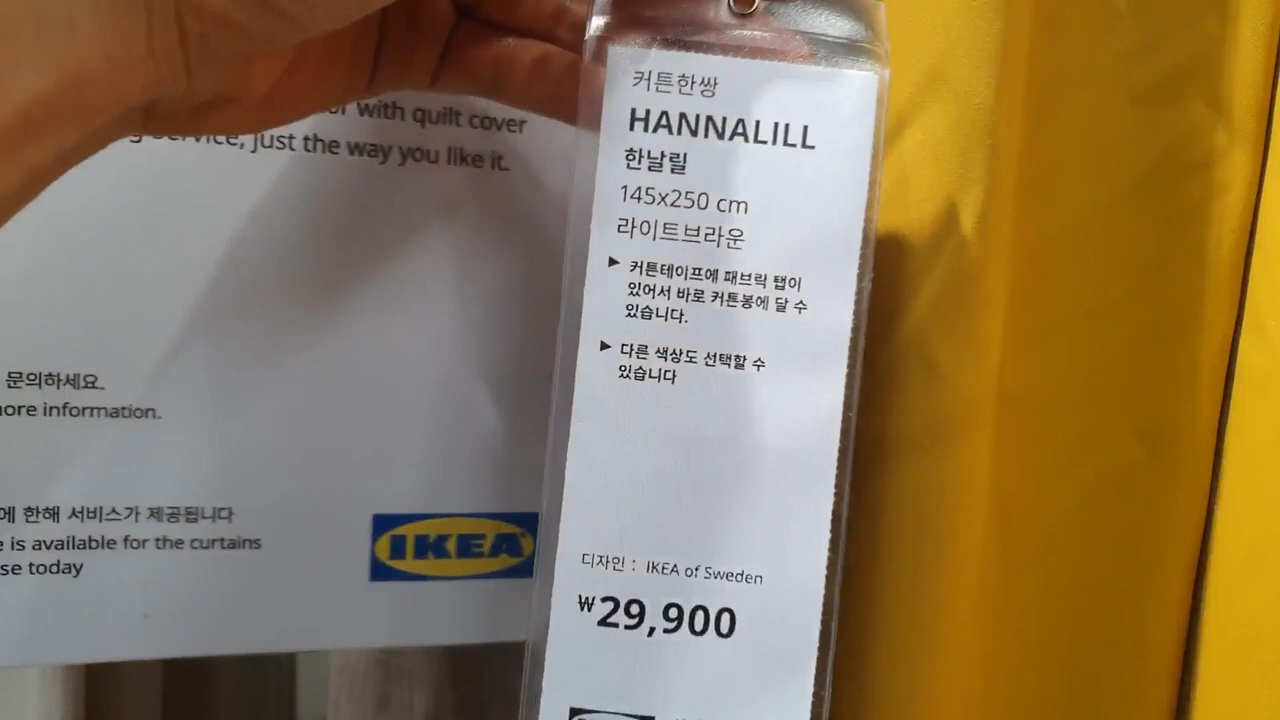 with quilt cover
service, just the way you like it.
문의하세요.
more information.
에 한해 서비스가 제공됩니다
is available for the curtains
today
IKEA
커튼한쌍
HANNALILL
한날릴
145x250 cm
라이트브라운
▶ 커튼테이프에 패브릭 탭이
있어서 바로 커튼봉에 달 수
있습니다.
▶ 다른 색상도 선택할 수
있습니다
디자인 : IKEA of Sweden
₩29,900